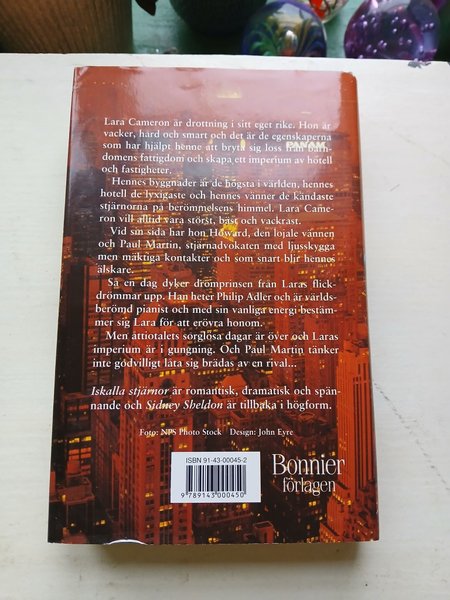 Lara Cameron är drottning i sitt eget rike. Hon är
vacker, hård och smart och det är de egenskaperna
som har hjälpt henne att bryta sig loss från barn-
domens fattigdom och skapa ett imperium av hotell
och fastigheter.
Hennes byggnader är de högsta i världen, hennes
hotell de lyxigaste och hennes vänner de kändaste
stjärnorna på berömmelsens himmel. Lara Came-
ron vill alltid vara störst, bäst och vackrast.
Vid sin sida har hon Howard, den lojale vännen
och Paul Martin, stjärnadvokaten med ljusskygga
men mäktiga kontakter och som snart blir hennes
älskare.
Så en dag dyker drömprinsen från Laras flick-
drömmar upp. Han heter Philip Adler och är världs-
berömd pianist och med sin vanliga energi bestäm-
mer sig Lara för att erövra honom.
Men åttiotalets sorglösa dagar är över och Laras
imperium är i gungning. Och Paul Martin tänker
inte godvilligt låta sig brädas av en rival...
Iskalla stjärnor är romantisk, dramatisk och spän-
nande och Sidney Sheldon är tillbaka i högform.
Foto: NPS Photo Stock Design: John Eyre
ISBN 91-43-00045-2
9 789143 000450
Bonnier
förlagen
PANAM